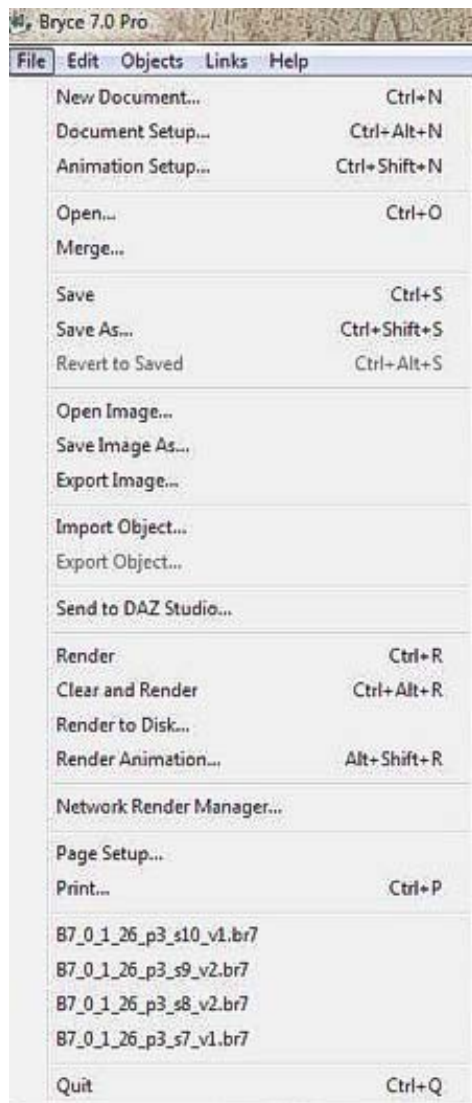 Bryce 7.0 Pro
File Edit Objects Links Help
New Document... Ctrl+N
Document Setup... Ctrl+Alt+N
Animation Setup... Ctrl+Shift+N
Open... Ctrl+O
Merge...
Save Ctrl+S
Save As... Ctrl+Shift+S
Revert to Saved Ctrl+Alt+S
Open Image...
Save Image As...
Export Image...
Import Object...
Export Object...
Send to DAZ Studio...
Render Ctrl+R
Clear and Render Ctrl+Alt+R
Render to Disk...
Render Animation... Alt+Shift+R
Network Render Manager...
Page Setup...
Print... Ctrl+P
B7_0_1_26_p3_s10_v1.br7
B7_0_1_26_p3_s9_v2.br7
B7_0_1_26_p3_s8_v2.br7
B7_0_1_26_p3_s7_v1.br7
Quit Ctrl+Q